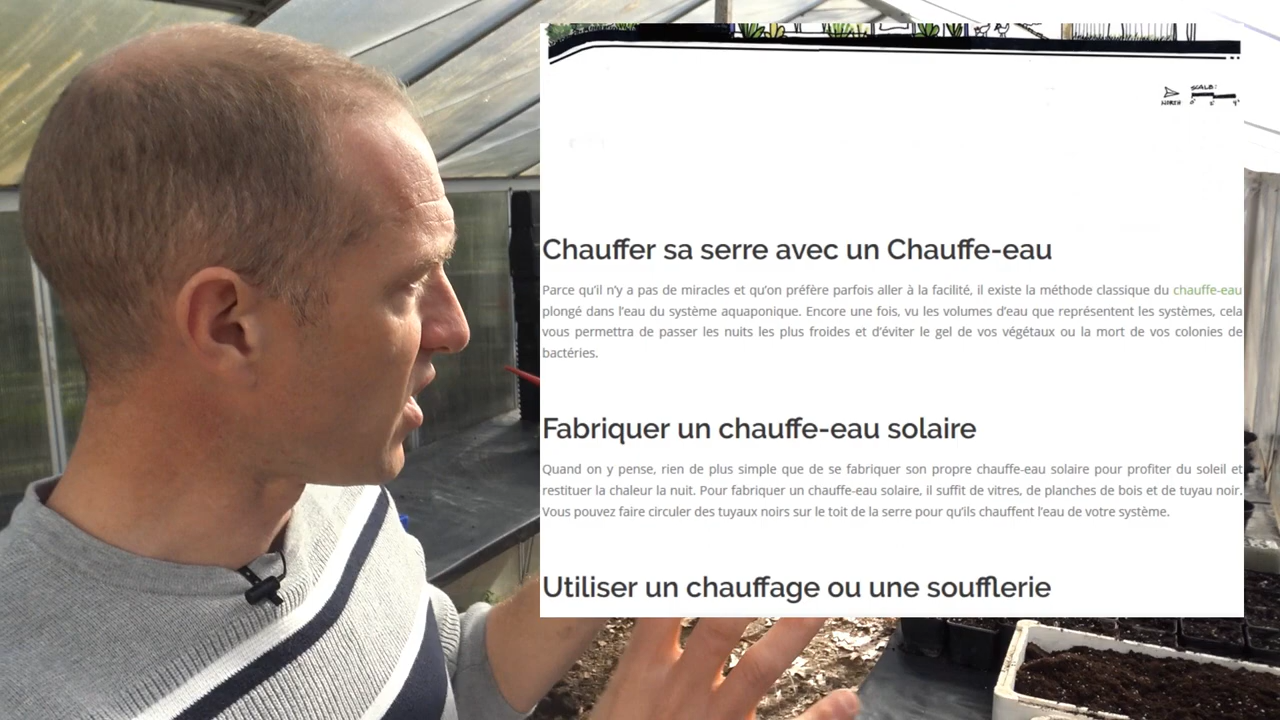 SCALE:
NORTH 0' 2' 4'
Chauffer sa serre avec un Chauffe-eau
Parce qu'il n'y a pas de miracles et qu'on préfère parfois aller à la facilité, il existe la méthode classique du chauffe-eau
plongé dans l'eau du système aquaponique. Encore une fois, vu les volumes d'eau que représentent les systèmes, cela
vous permettra de passer les nuits les plus froides et d'éviter le gel de vos végétaux ou la mort de vos colonies de
bactéries.
Fabriquer un chauffe-eau solaire
Quand on y pense, rien de plus simple que de se fabriquer son propre chauffe-eau solaire pour profiter du soleil et
restituer la chaleur la nuit. Pour fabriquer un chauffe-eau solaire, il suffit de vitres, de planches de bois et de tuyau noir.
Vous pouvez faire circuler des tuyaux noirs sur le toit de la serre pour qu'ils chauffent l'eau de votre système.
Utiliser un chauffage ou une soufflerie